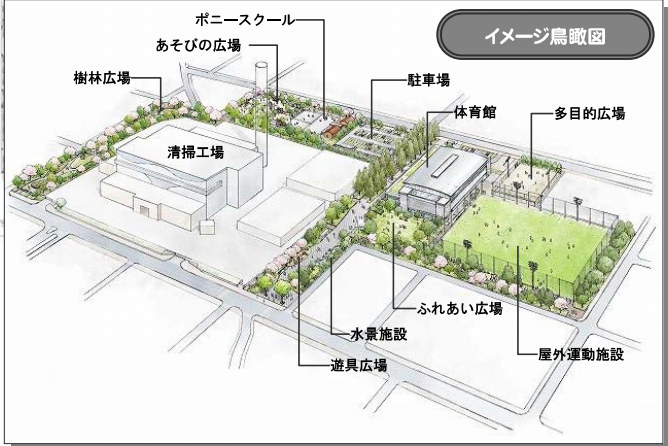 イメージ鳥瞰図
ポニースクール
あそびの広場
樹林広場
駐車場
体育館
多目的広場
清掃工場
ふれあい広場
水景施設
遊具広場
屋外運動施設